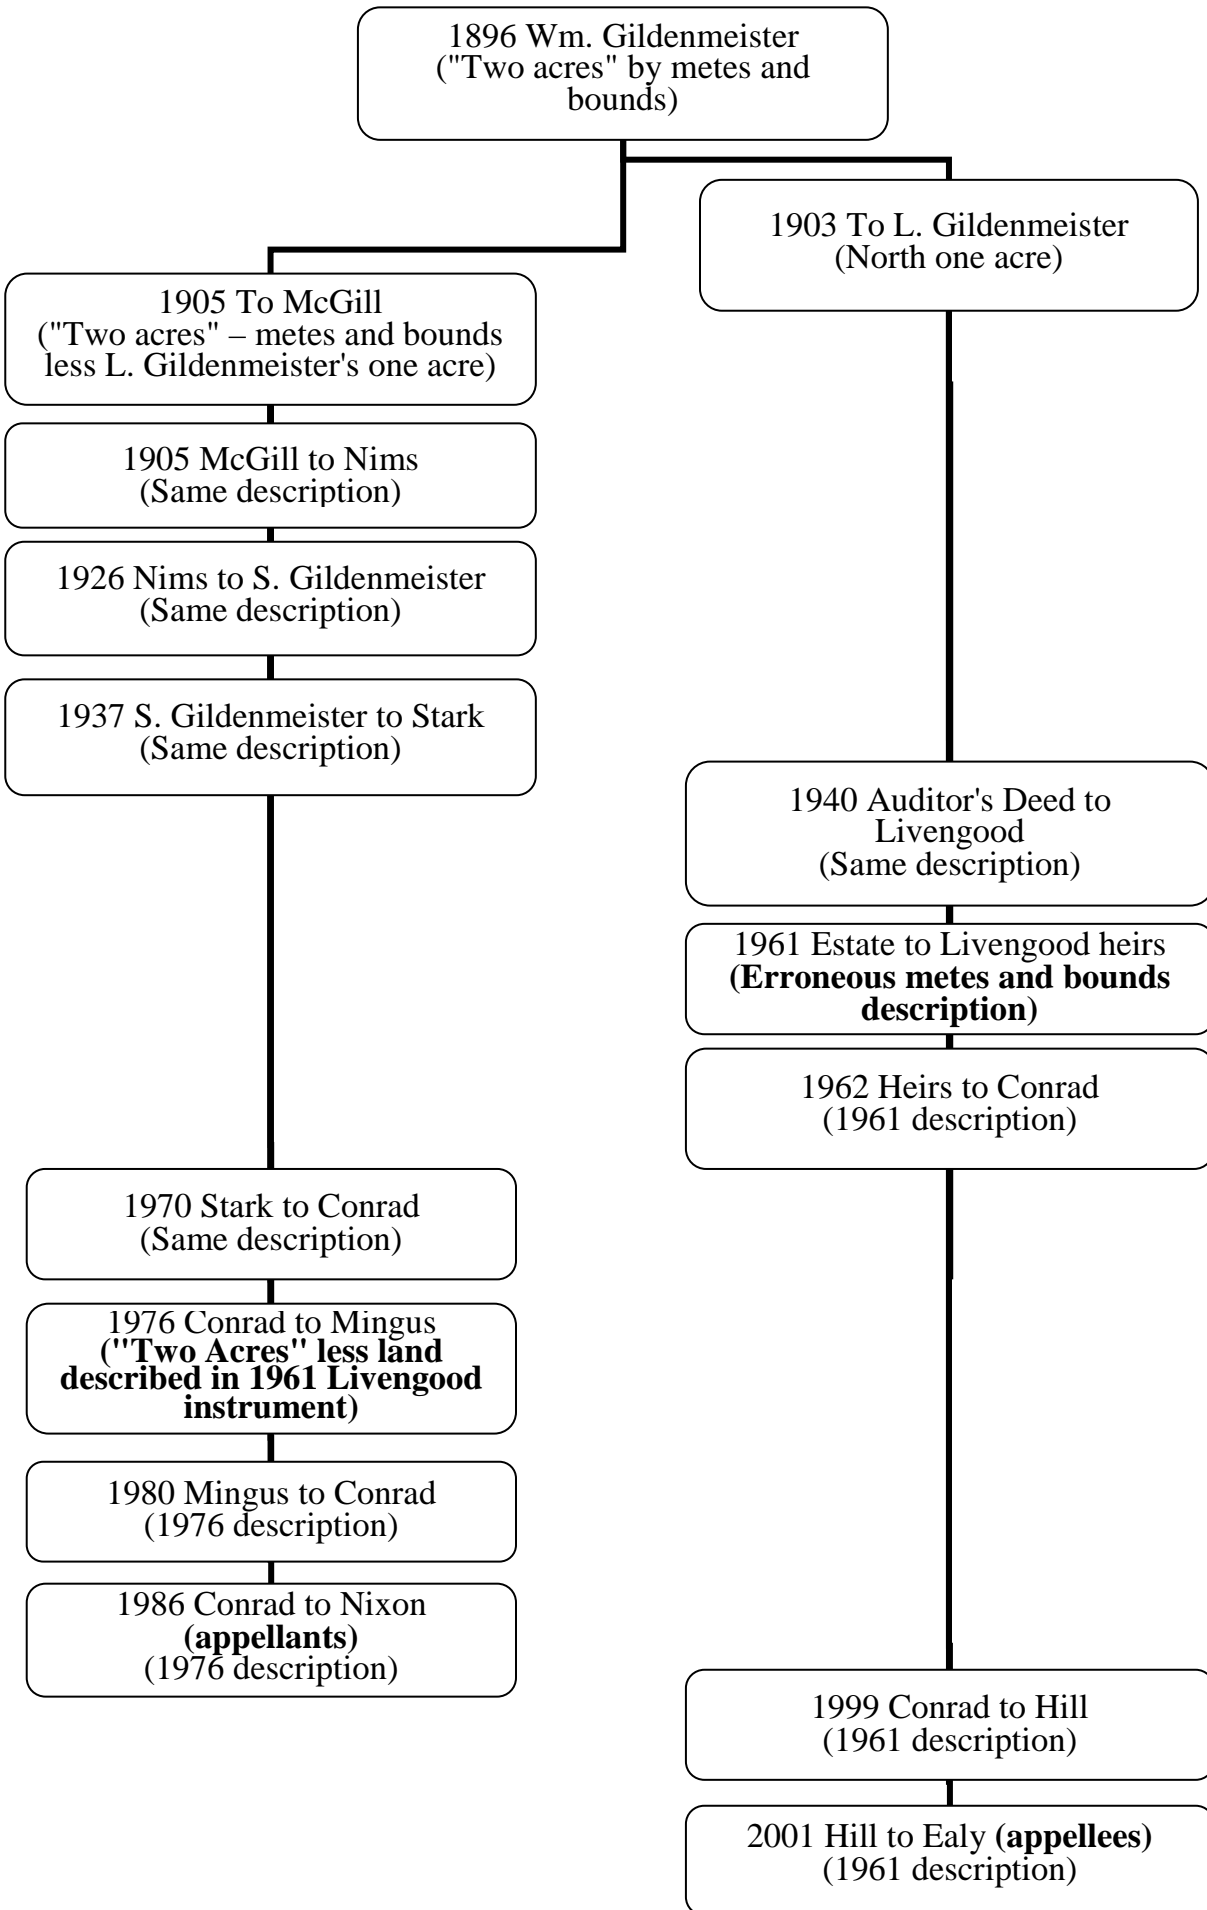 1896 Wm. Gildenmeister
("Two acres" by metes and
bounds)
1903 To L. Gildenmeister
(North one acre)
1905 To McGill
("Two acres" – metes and bounds
less L. Gildenmeister's one acre)
1905 McGill to Nims
(Same description)
1926 Nims to S. Gildenmeister
(Same description)
1937 S. Gildenmeister to Stark
(Same description)
1940 Auditor's Deed to
Livengood
(Same description)
1961 Estate to Livengood heirs
(Erroneous metes and bounds
description)
1962 Heirs to Conrad
(1961 description)
1970 Stark to Conrad
(Same description)
1976 Conrad to Mingus
("Two Acres" less land
described in 1961 Livengood
instrument)
1980 Mingus to Conrad
(1976 description)
1986 Conrad to Nixon
(appellants)
(1976 description)
1999 Conrad to Hill
(1961 description)
2001 Hill to Ealy (appellees)
(1961 description)